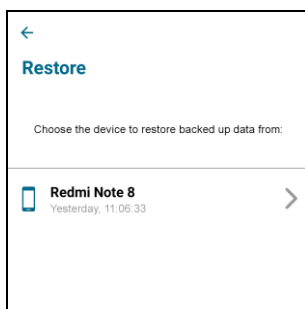 Restore
Choose the device to restore backed up data from:
Redmi Note 8
Yesterday, 11:06:33